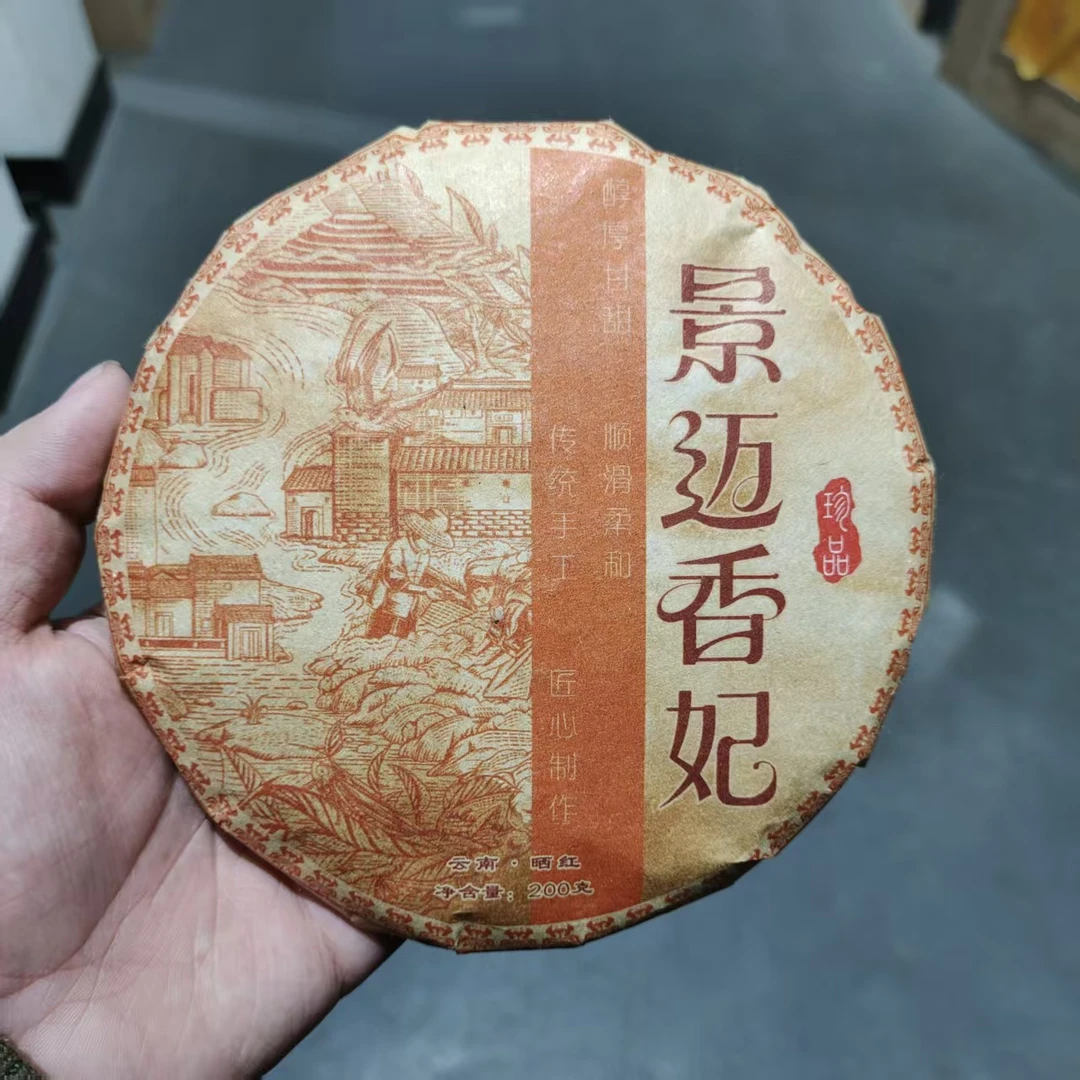 景迈香妃
珍品
醇厚甘甜 顺滑柔和
传统手工 匠心制作
云南·晒红
净含量：200克